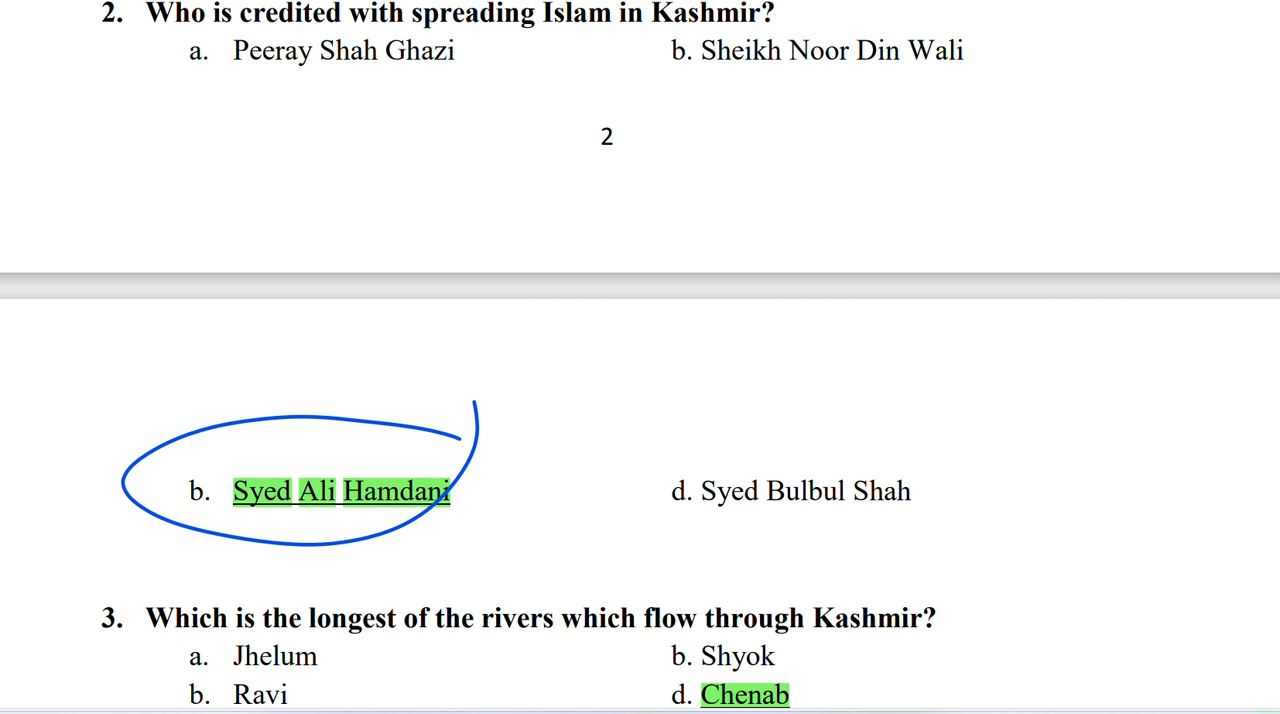 2. Who is credited with spreading Islam in Kashmir?
a. Peeray Shah Ghazi b. Sheikh Noor Din Wali
2
b. Syed Ali Hamdani d. Syed Bulbul Shah
3. Which is the longest of the rivers which flow through Kashmir?
a. Jhelum b. Shyok
b. Ravi d. Chenab